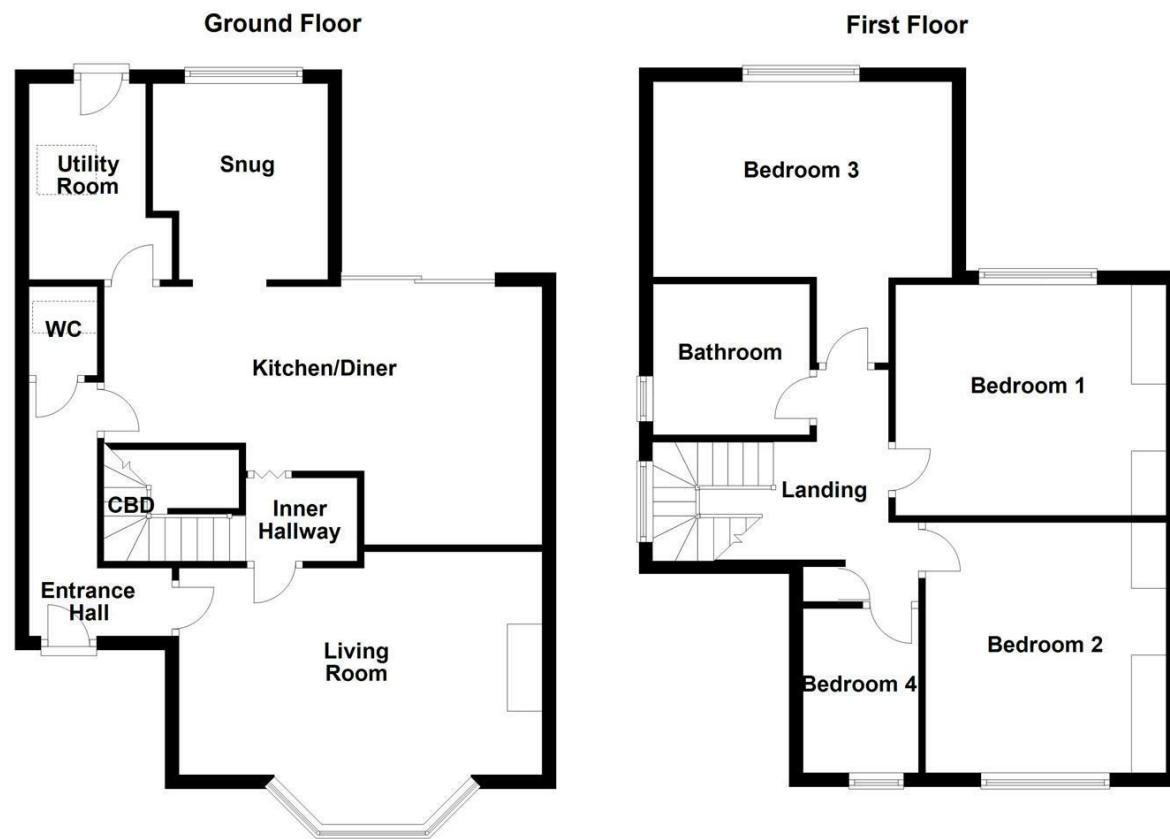 Ground Floor
Utility
Room
Snug
WC
Kitchen/Diner
CBD
Inner
Hallway
Entrance
Hall
Living
Room
First Floor
Bedroom 3
Bathroom
Bedroom 1
Landing
Bedroom 2
Bedroom 4